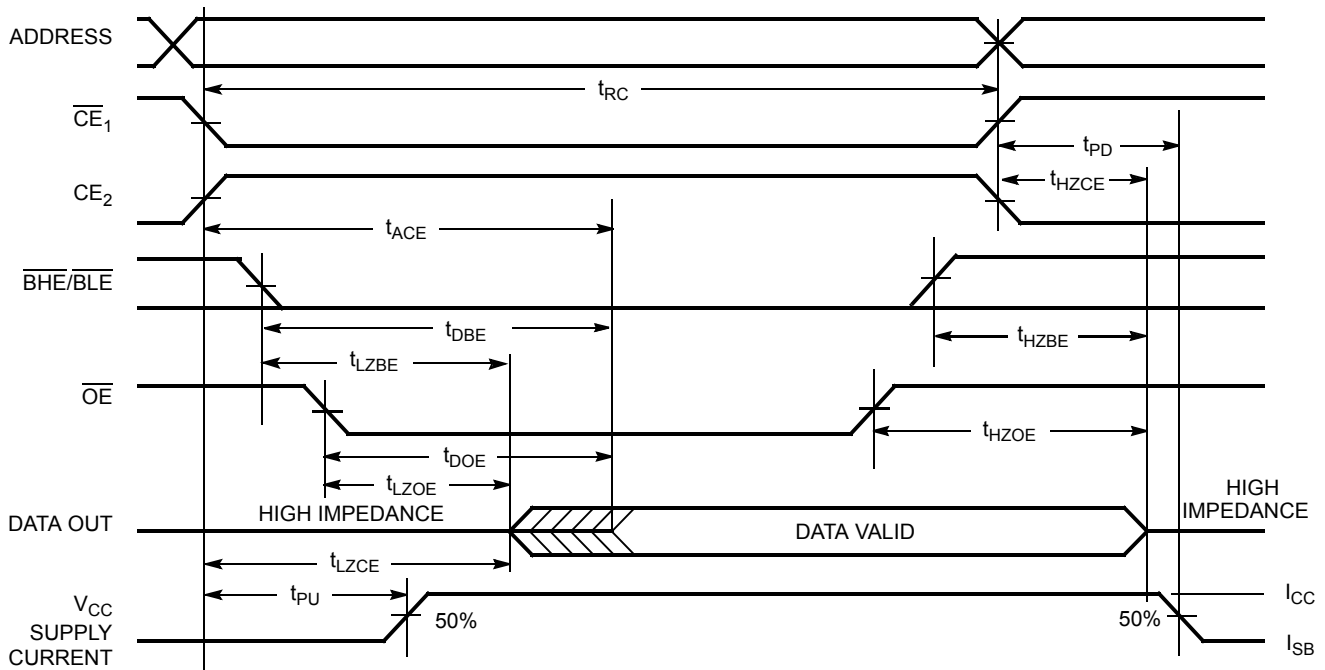 ADDRESS
tRC
CE1
tPD
CE2
tHZCE
tACE
BHE/BLE
tDBE
tHZBE
tLZBE
OE
tHZOE
tDOE
tLZOE
HIGH IMPEDANCE
HIGH
IMPEDANCE
DATA OUT
DATA VALID
tLZCE
tPU
VCC
SUPPLY
CURRENT
50%
50%
ICC
ISB